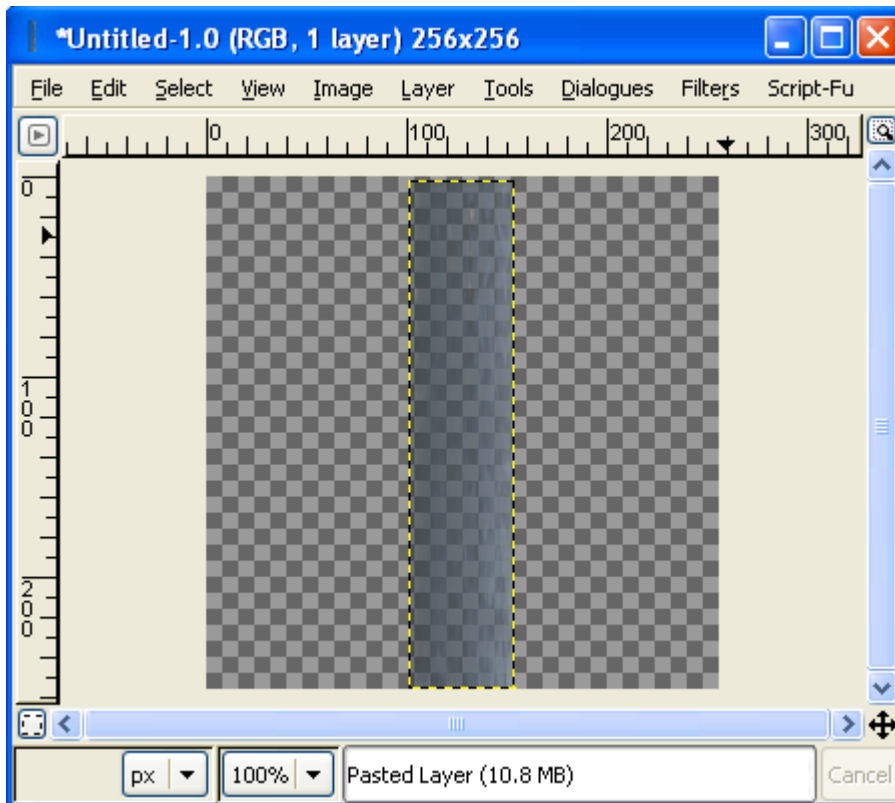 *Untitled-1.0 (RGB, 1 layer) 256x256
File Edit Select View Image Layer Tools Dialogues Filters Script-Fu
0 100 200 300
0
100
200
px 100% Pasted Layer (10.8 MB) Cancel